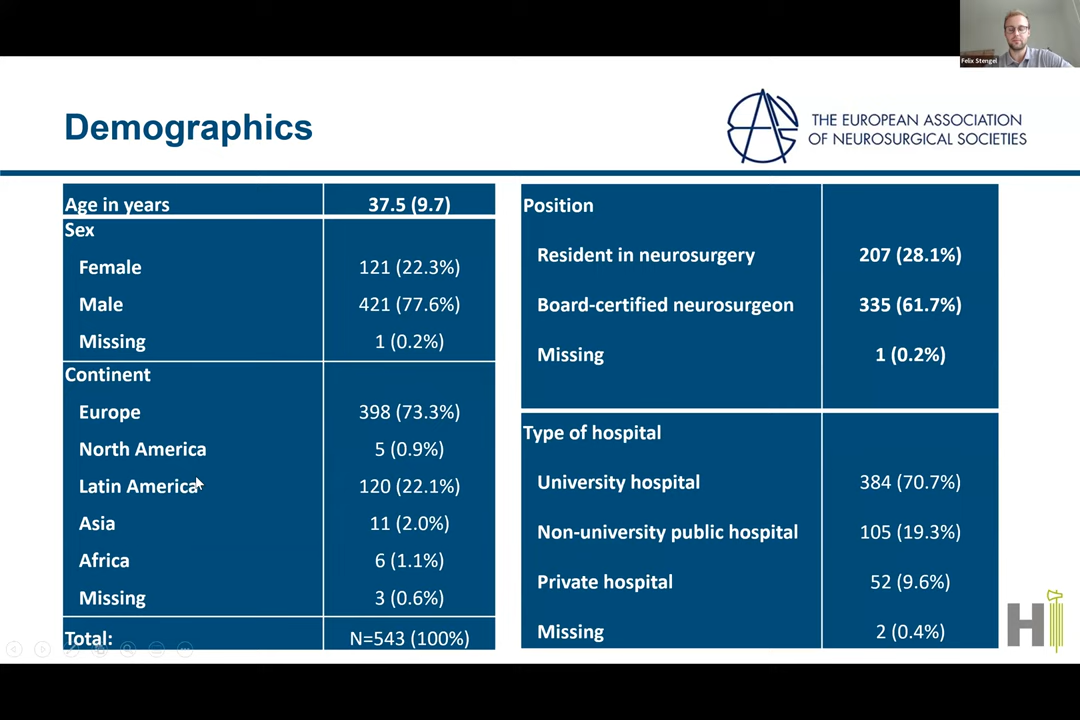 Felix Stengel
Demographics
THE EUROPEAN ASSOCIATION
OF NEUROSURGICAL SOCIETIES
Age in years 37.5 (9.7)
Sex
Female 121 (22.3%)
Male 421 (77.6%)
Missing 1 (0.2%)
Continent
Europe 398 (73.3%)
North America 5 (0.9%)
Latin America 120 (22.1%)
Asia 11 (2.0%)
Africa 6 (1.1%)
Missing 3 (0.6%)
Total: N=543 (100%)
Position
Resident in neurosurgery 207 (28.1%)
Board-certified neurosurgeon 335 (61.7%)
Missing 1 (0.2%)
Type of hospital
University hospital 384 (70.7%)
Non-university public hospital 105 (19.3%)
Private hospital 52 (9.6%)
Missing 2 (0.4%)